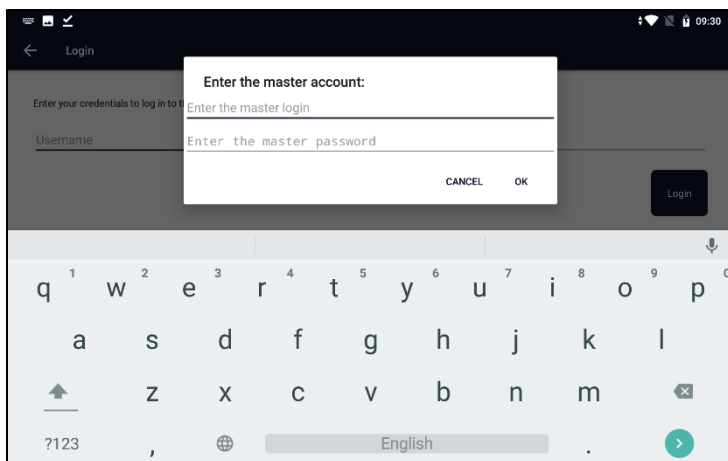 09:30
Login
Enter the master account:
Enter your credentials to log in to th
Enter the master login
Username
Enter the master password
CANCEL OK
Login
1 2 3 4 5 6 7 8 9 0
q w e r t y u i o p
a s d f g h j k l
z x c v b n m
?123 , English .